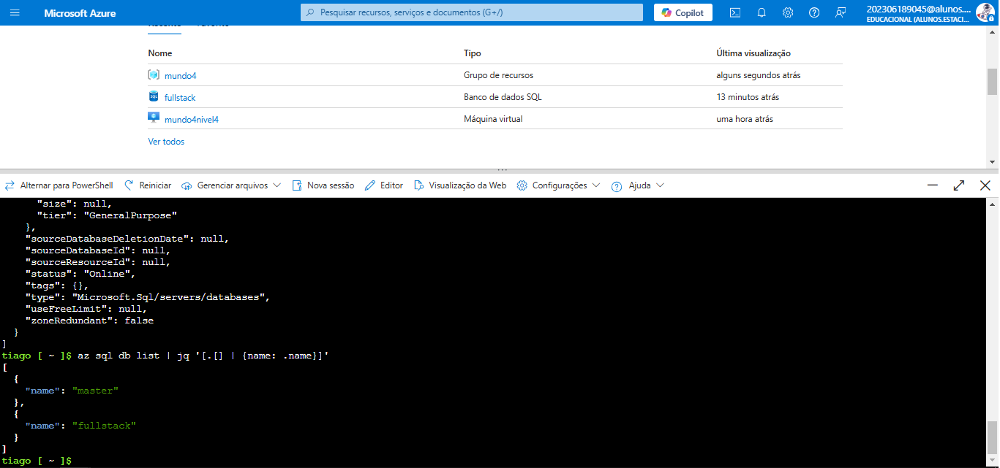 Microsoft Azure
Pesquisar recursos, serviços e documentos (G+/)
Copilot
202306189045@alunos....
EDUCACIONAL (ALUNOS.ESTACI...
Nome Tipo Última visualização
mundo4 Grupo de recursos alguns segundos atrás
fullstack Banco de dados SQL 13 minutos atrás
mundo4nivel4 Máquina virtual uma hora atrás
Ver todos
Alternar para PowerShell Reiniciar Gerenciar arquivos Nova sessão Editor Visualização da Web Configurações Ajuda
"size": null,
"tier": "GeneralPurpose"
},
"sourceDatabaseDeletionDate": null,
"sourceDatabaseId": null,
"sourceResourceId": null,
"status": "Online",
"tags": {},
"type": "Microsoft.Sql/servers/databases",
"useFreeLimit": null,
"zoneRedundant": false
}
]
tiago [ ~ ]$ az sql db list | jq '[.[] | {name: .name}]'
[
{
"name": "master"
},
{
"name": "fullstack"
}
]
tiago [ ~ ]$